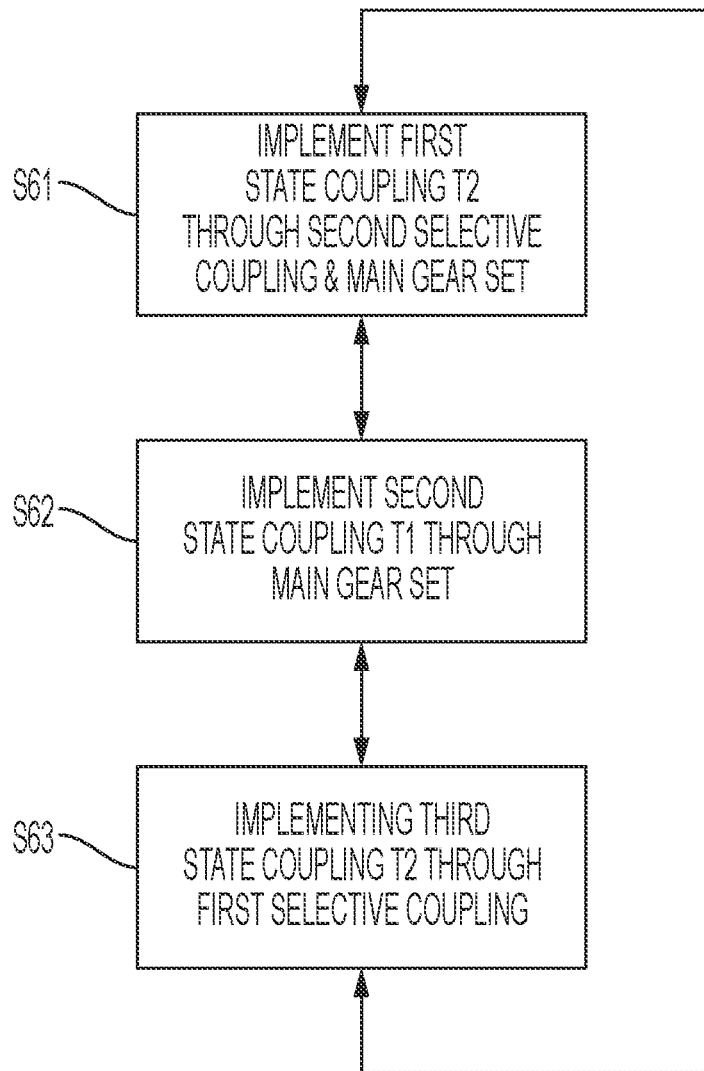 S61
IMPLEMENT FIRST
STATE COUPLING T2
THROUGH SECOND SELECTIVE
COUPLING & MAIN GEAR SET
S62
IMPLEMENT SECOND
STATE COUPLING T1 THROUGH
MAIN GEAR SET
S63
IMPLEMENTING THIRD
STATE COUPLING T2 THROUGH
FIRST SELECTIVE COUPLING